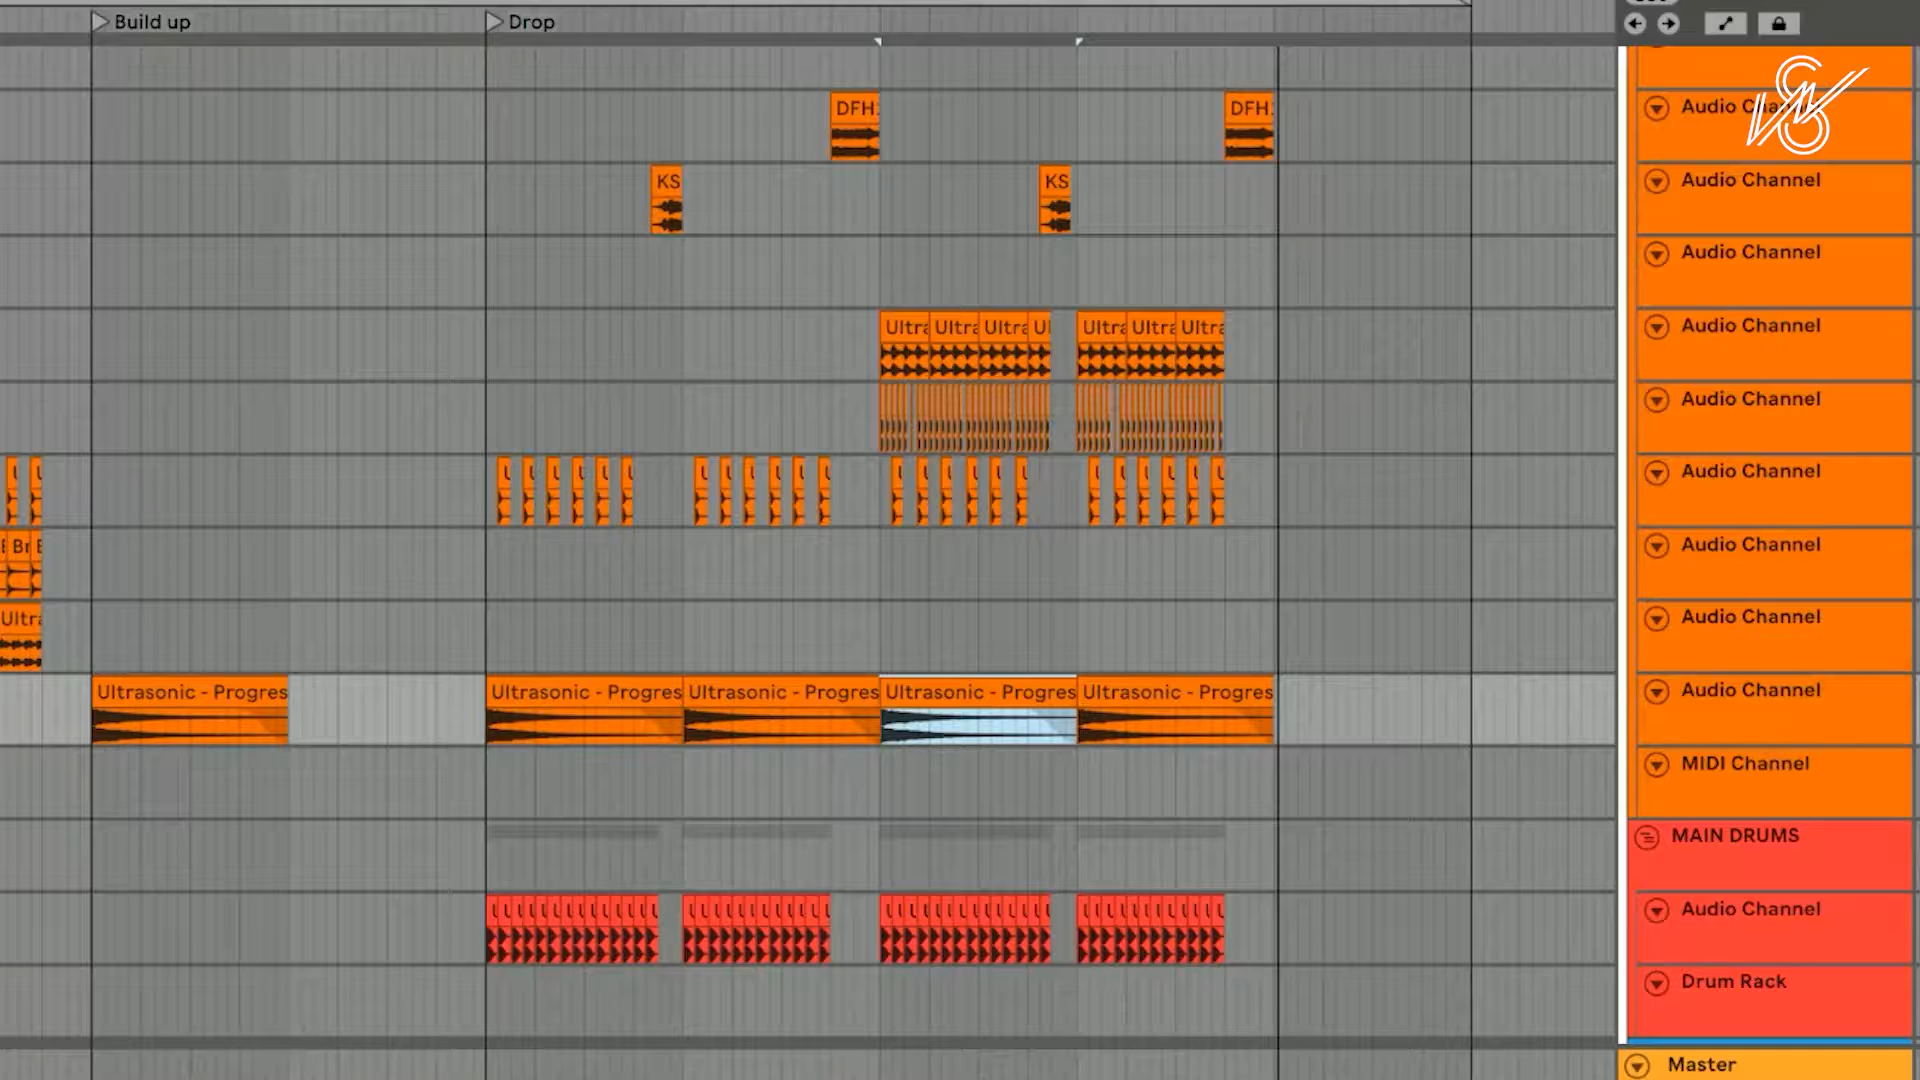 Build up
Drop
DFH
DFH
Audio Channel
KS
KS
Audio Channel
Audio Channel
Ultra Ultra Ultra Ul
Ultra Ultra Ultra
Audio Channel
Audio Channel
Audio Channel
Br
Audio Channel
Ultra
Audio Channel
Ultrasonic - Progres
Ultrasonic - Progres
Ultrasonic - Progres
Ultrasonic - Progres
Ultrasonic - Progres
Audio Channel
MIDI Channel
MAIN DRUMS
Audio Channel
Drum Rack
Master